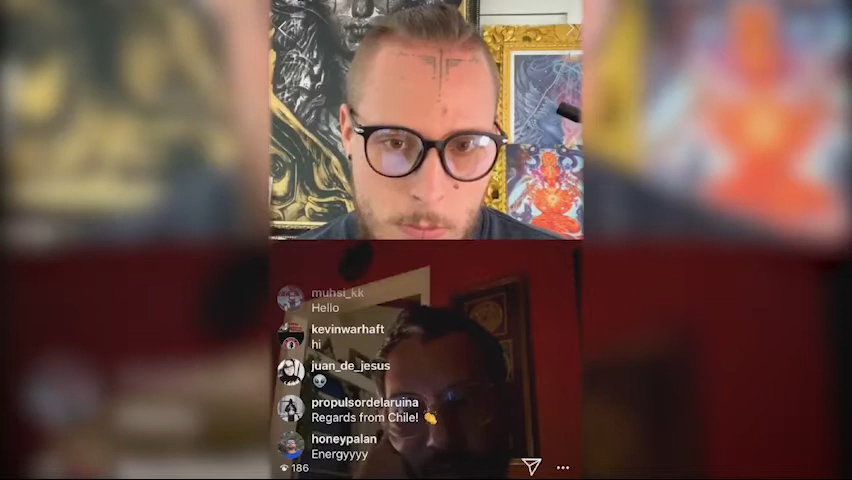 muhsi_kk
Hello
kevinwarhaft
hi
juan_de_jesus
👽
propulsordelaruina
Regards from Chile! 👏
honeypalan
Energyyyy
186